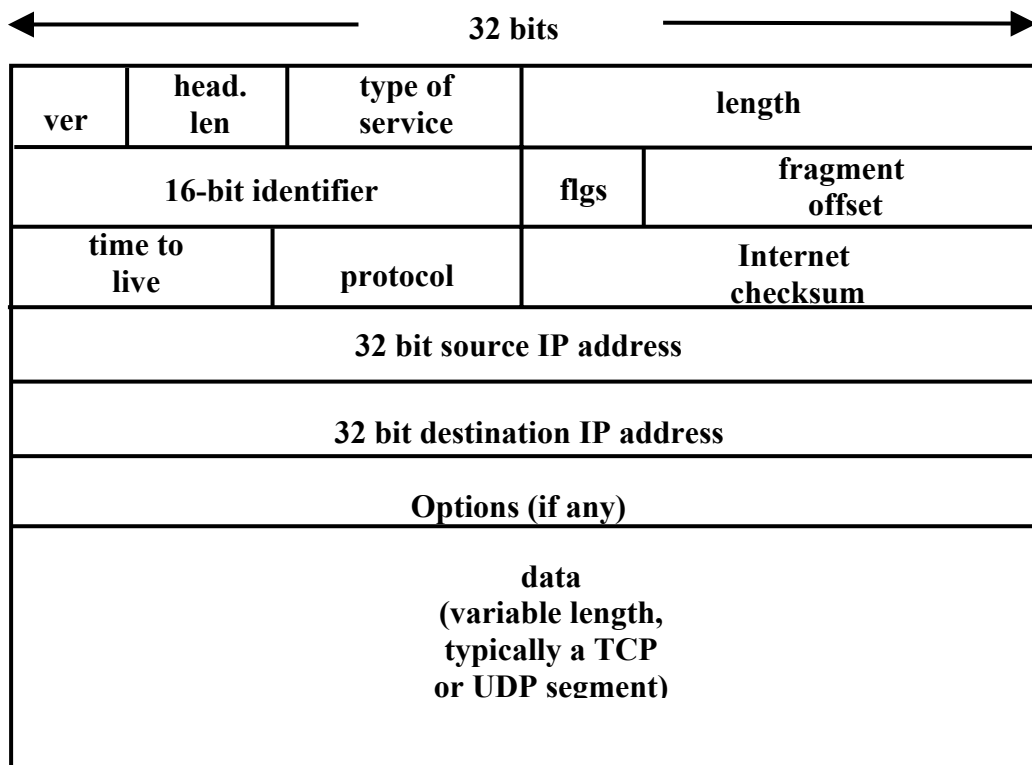 32 bits
ver
head.
len
type of
service
length
16-bit identifier
flgs
fragment
offset
time to
live
protocol
Internet
checksum
32 bit source IP address
32 bit destination IP address
Options (if any)
data
(variable length,
typically a TCP
or UDP segment)